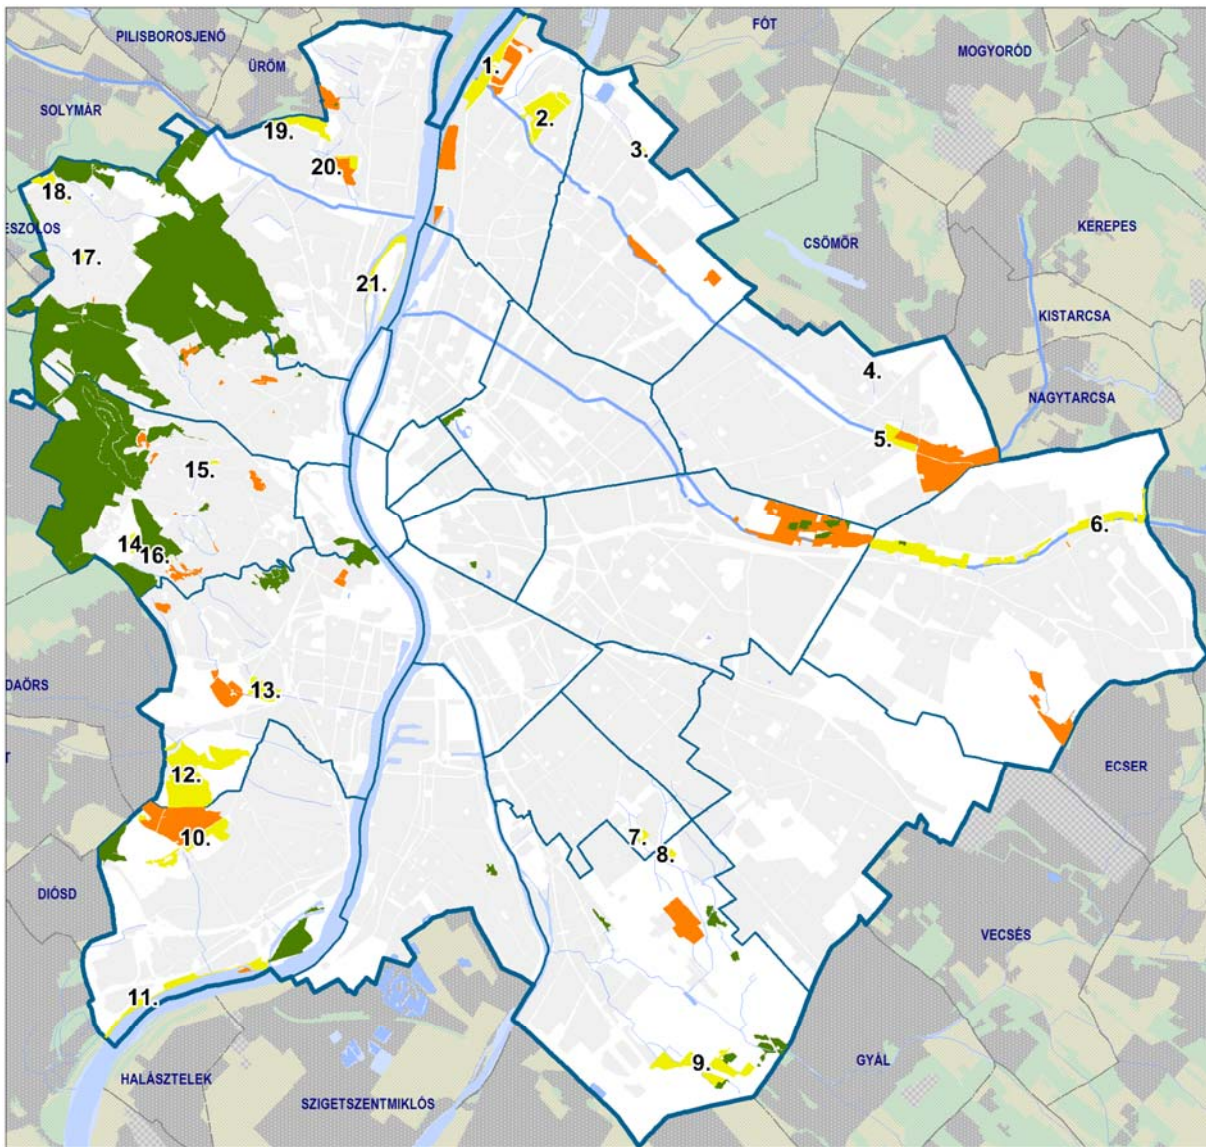 FÓT
PILISBOROSJENŐ
MOGYORÓD
ÜRÖM
1.
SOLYMÁR
2.
19.
3.
20.
18.
ESZOLOS
KEREPES
CSÖMÖR
17.
21.
KISTARCSA
4.
NAGYTARCSA
5.
15.
6.
14.
16.
DAÖRS
13.
T
ECSER
12.
10.
7.
8.
DIÓSD
VECSÉS
11.
9.
GYÁL
HALÁSZTELEK
SZIGETSZENTMIKLÓS